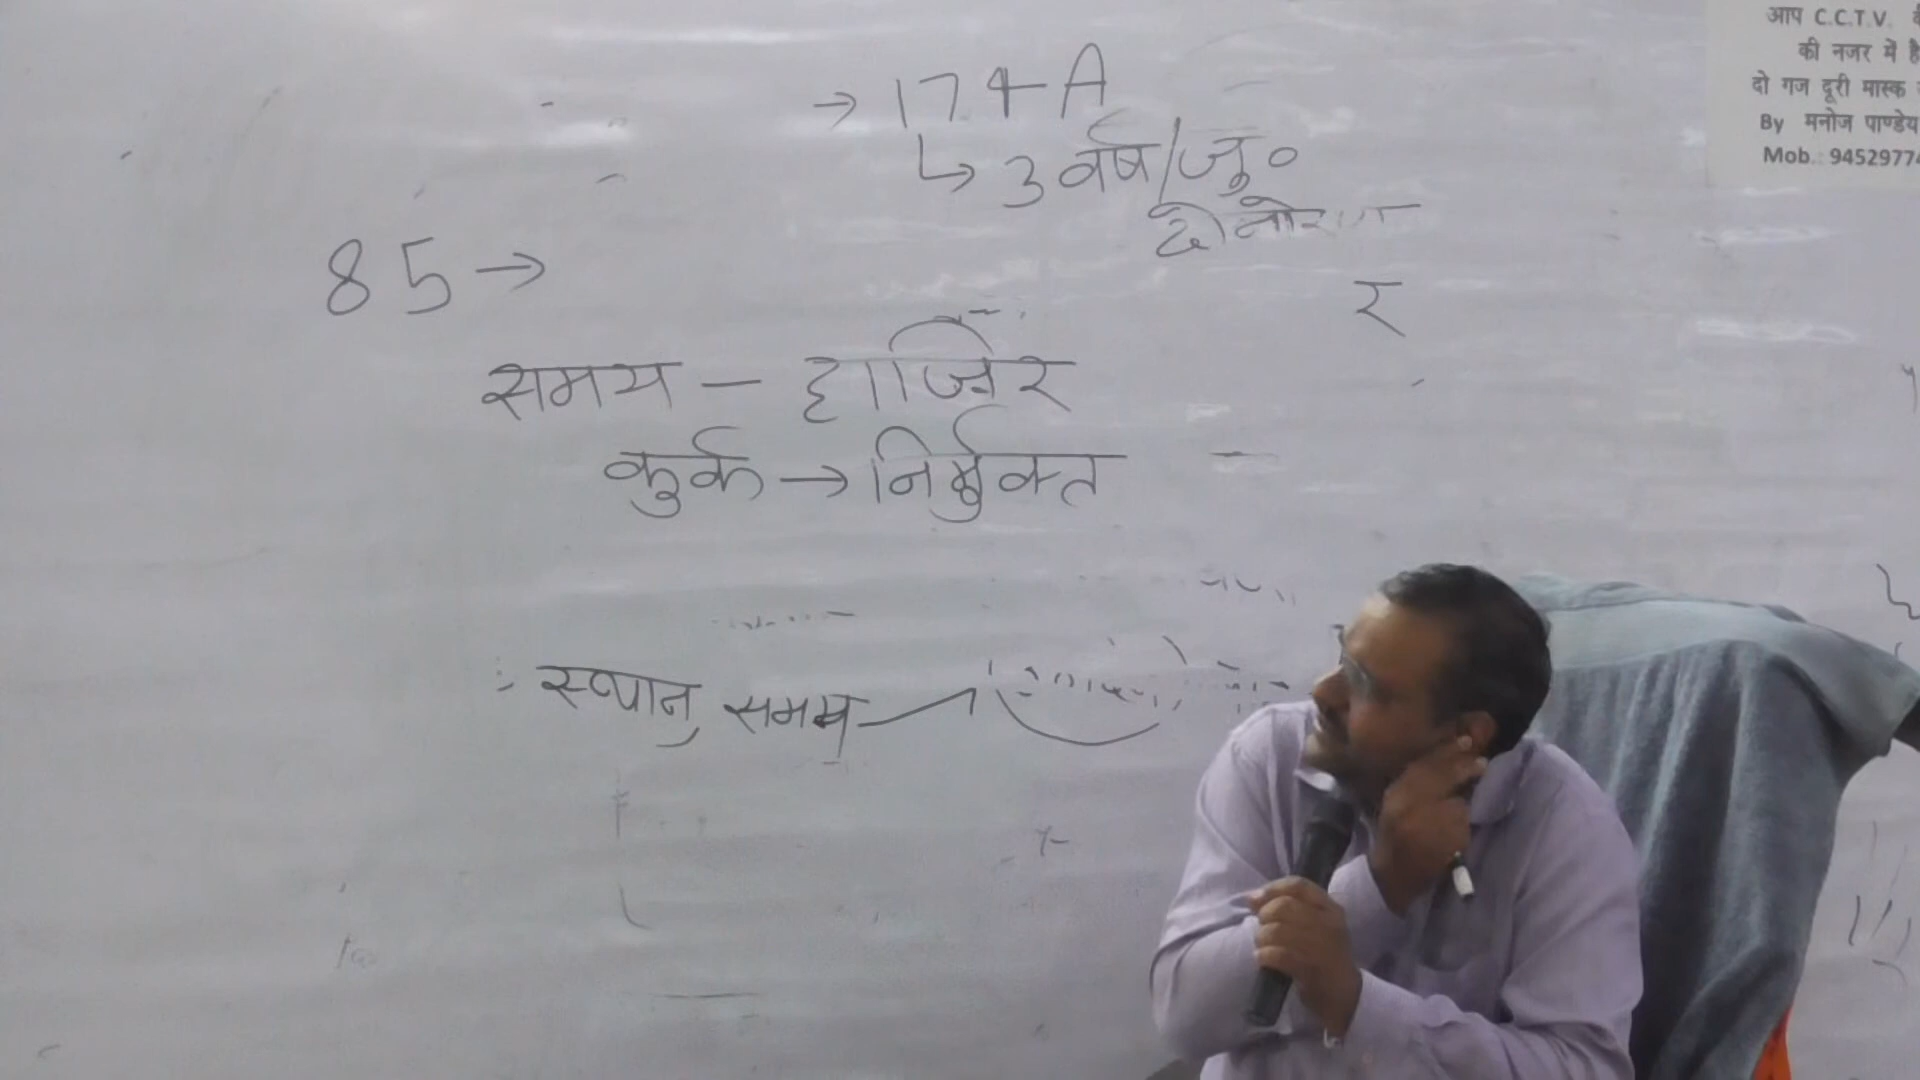 → 174-A
↳ 3 वर्ष/जु०
85 →
र
समय – हाजिर
कुर्क → निर्मुक्त
स्थान, समय
आप C.C.T.V.
की नजर में है
दो गज दूरी मास्क
By मनोज पाण्डेय
Mob.: 9452977